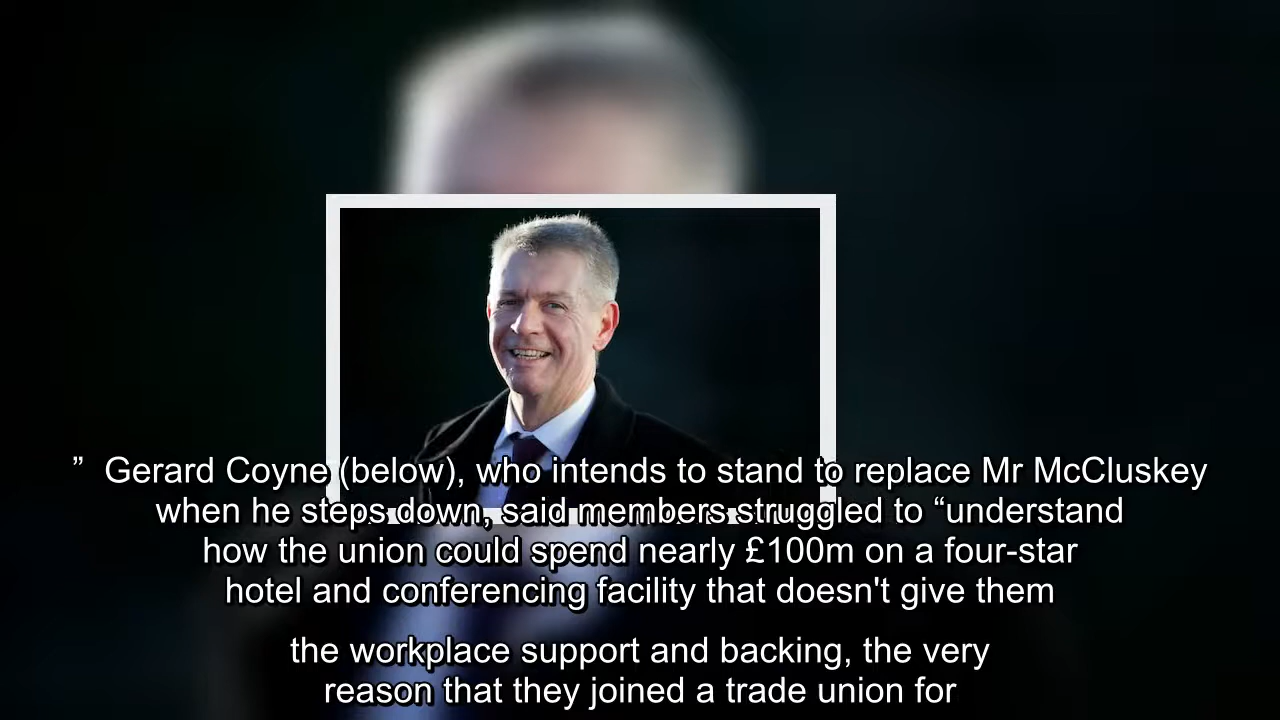 ”  Gerard Coyne (below), who intends to stand to replace Mr McCluskey
when he steps down, said members struggled to “understand
how the union could spend nearly £100m on a four-star
hotel and conferencing facility that doesn't give them
the workplace support and backing, the very
reason that they joined a trade union for